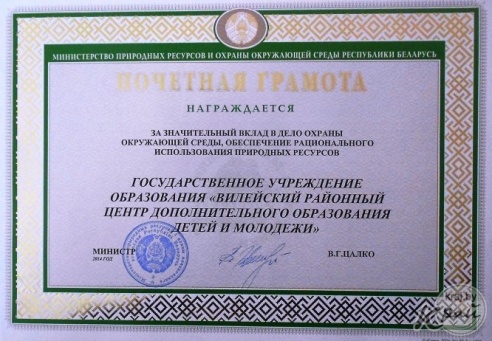 МИНИСТЕРСТВО ПРИРОДНЫХ РЕСУРСОВ И ОХРАНЫ ОКРУЖАЮЩЕЙ СРЕДЫ РЕСПУБЛИКИ БЕЛАРУСЬ
ПОЧЕТНАЯ ГРАМОТА
НАГРАЖДАЕТСЯ
ЗА ЗНАЧИТЕЛЬНЫЙ ВКЛАД В ДЕЛО ОХРАНЫ
ОКРУЖАЮЩЕЙ СРЕДЫ, ОБЕСПЕЧЕНИЕ РАЦИОНАЛЬНОГО
ИСПОЛЬЗОВАНИЯ ПРИРОДНЫХ РЕСУРСОВ
ГОСУДАРСТВЕННОЕ УЧРЕЖДЕНИЕ
ОБРАЗОВАНИЯ «ВИЛЕЙСКИЙ РАЙОННЫЙ
ЦЕНТР ДОПОЛНИТЕЛЬНОГО ОБРАЗОВАНИЯ
ДЕТЕЙ И МОЛОДЕЖИ»
МИНИСТР В.Г.ЦАЛКО
2014 ГОД